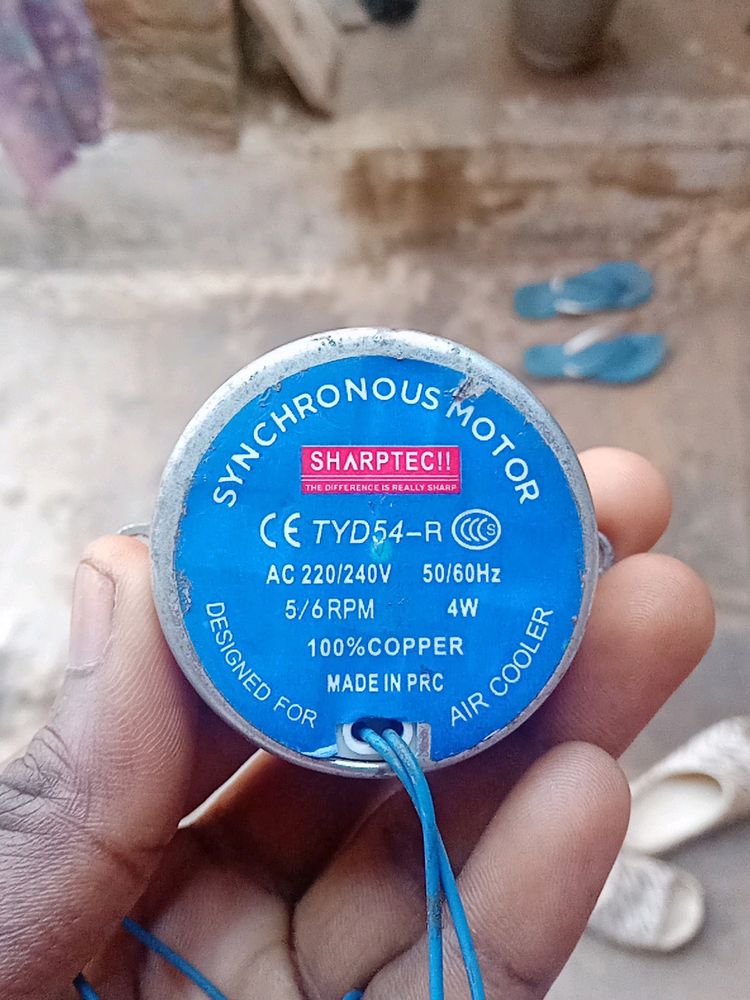 SYNCHRONOUS MOTOR
SHARPTEC!!
THE DIFFERENCE IS REALLY SHARP
CE TYD54-R CCC S
AC 220/240V 50/60Hz
5/6 RPM 4W
100%COPPER
MADE IN PRC
DESIGNED FOR AIR COOLER